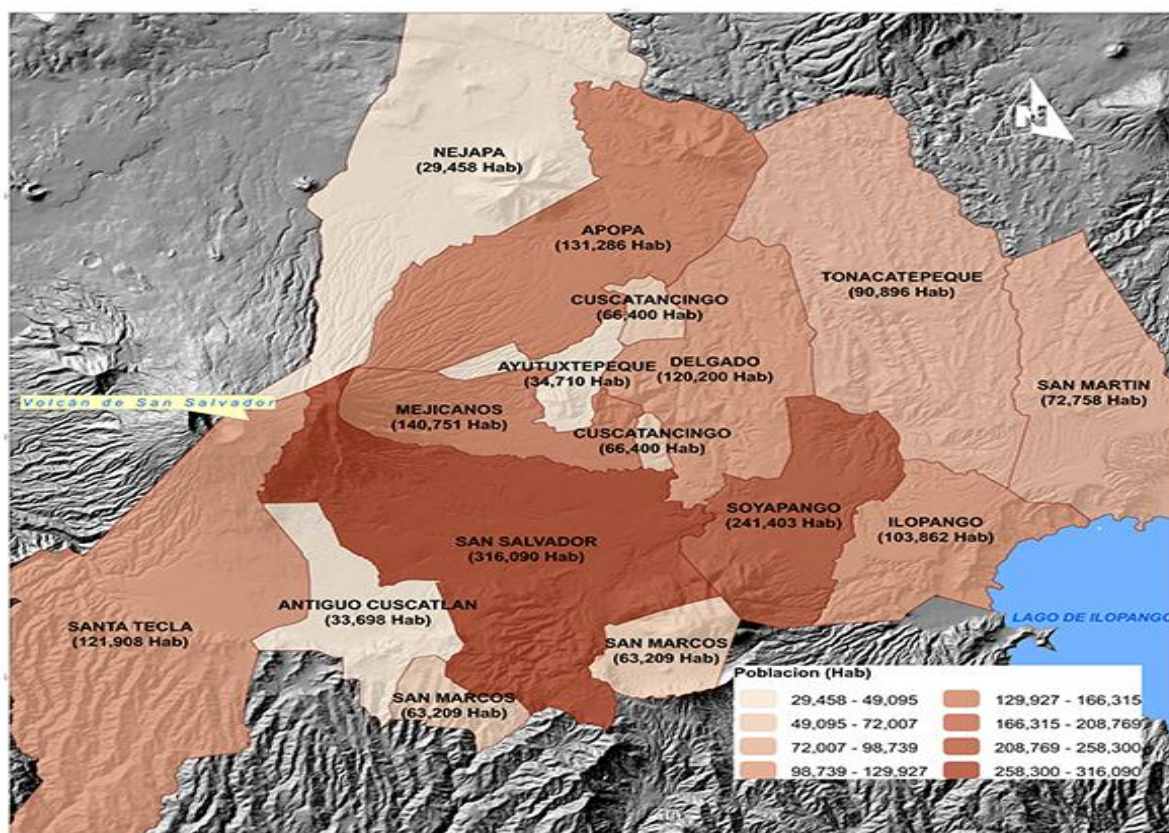 N
NEJAPA
(29,458 Hab)
APOPA
(131,286 Hab)
TONACATEPEQUE
(90,896 Hab)
CUSCATANCINGO
(66,400 Hab)
AYUTUXTEPEQUE
(34,710 Hab)
DELGADO
(120,200 Hab)
SAN MARTIN
(72,758 Hab)
Volcán de San Salvador
MEJICANOS
(140,751 Hab)
CUSCATANCINGO
(66,400 Hab)
SOYAPANGO
(241,403 Hab)
ILOPANGO
(103,862 Hab)
SAN SALVADOR
(316,090 Hab)
ANTIGUO CUSCATLAN
(33,698 Hab)
SANTA TECLA
(121,908 Hab)
LAGO DE ILOPANGO
SAN MARCOS
(63,209 Hab)
SAN MARCOS
(63,209 Hab)
Poblacion (Hab)
29,458 - 49,095
49,095 - 72,007
72,007 - 98,739
98,739 - 129,927
129,927 - 166,315
166,315 - 208,769
208,769 - 258,300
258,300 - 316,090